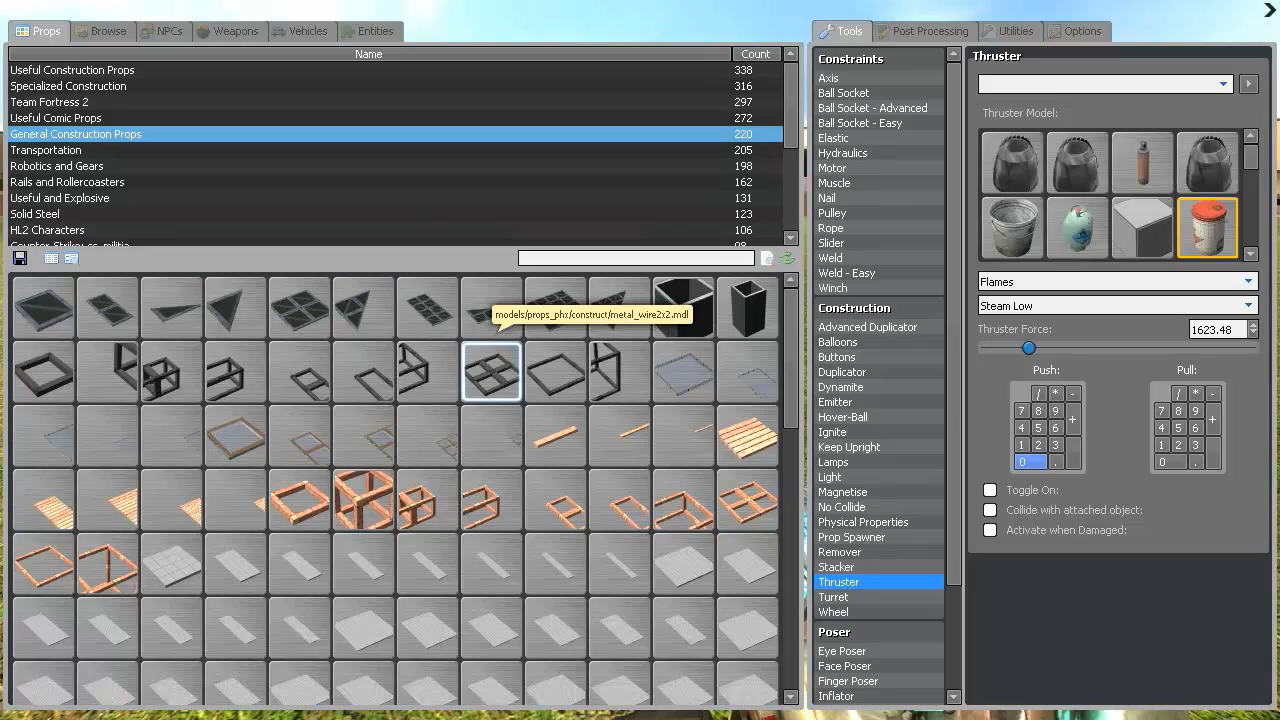 Props
Browse
NPCs
Weapons
Vehicles
Entities
Name
Count
Useful Construction Props 338
Specialized Construction 316
Team Fortress 2 297
Useful Comic Props 272
General Construction Props 220
Transportation 205
Robotics and Gears 198
Rails and Rollercoasters 162
Useful and Explosive 131
Solid Steel 123
HL2 Characters 106
models/props_phx/construct/metal_wire2x2.mdl
Tools
Post Processing
Utilities
Options
Constraints
Axis
Ball Socket
Ball Socket - Advanced
Ball Socket - Easy
Elastic
Hydraulics
Motor
Muscle
Nail
Pulley
Rope
Slider
Weld
Weld - Easy
Winch
Construction
Advanced Duplicator
Balloons
Buttons
Duplicator
Dynamite
Emitter
Hover-Ball
Ignite
Keep Upright
Lamps
Light
Magnetise
No Collide
Physical Properties
Prop Spawner
Remover
Stacker
Thruster
Turret
Wheel
Poser
Eye Poser
Face Poser
Finger Poser
Inflator
Thruster
Thruster Model:
Flames
Steam Low
Thruster Force: 1623.48
Push: Pull:
/ * - / * -
7 8 9 + 7 8 9 +
4 5 6 4 5 6
1 2 3 1 2 3
0 . 0 .
Toggle On:
Collide with attached object:
Activate when Damaged: